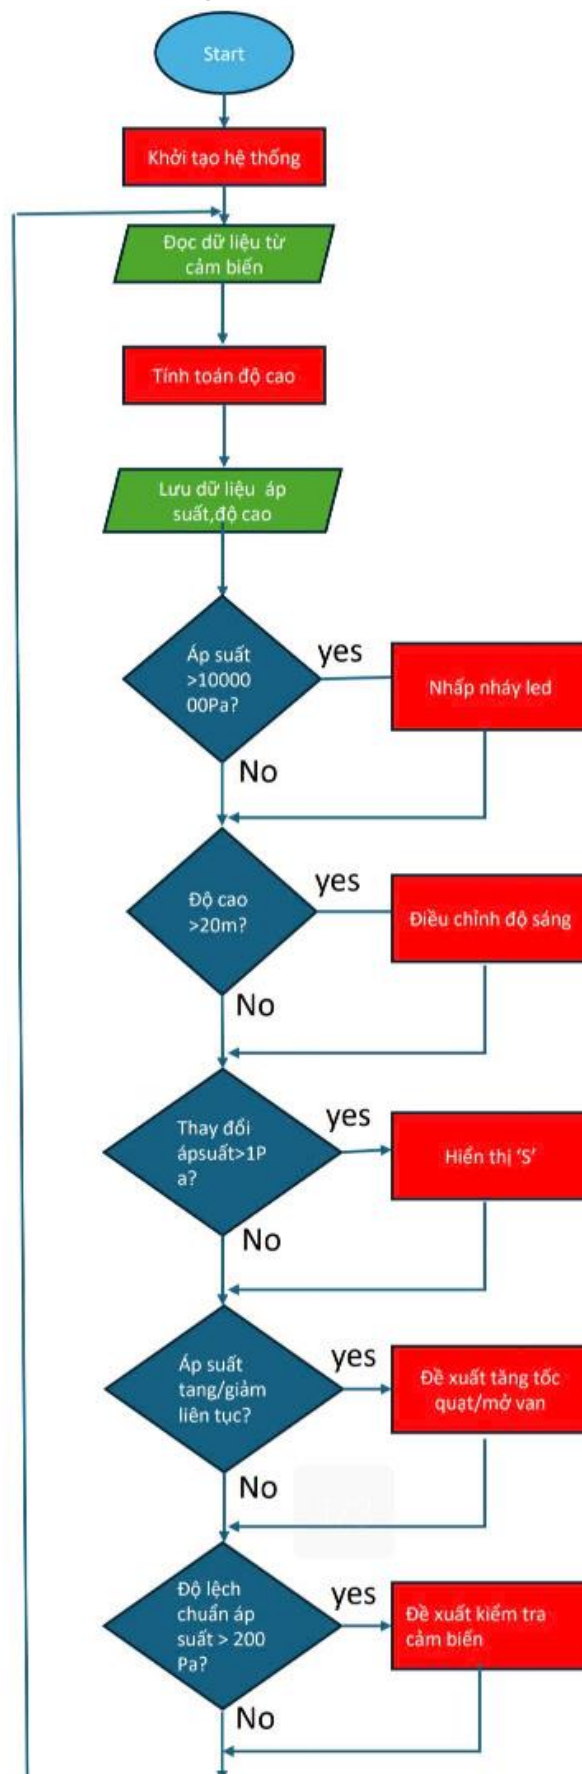 Start
Khởi tạo hệ thống
Đọc dữ liệu từ
cảm biến
Tính toán độ cao
Lưu dữ liệu áp
suất,độ cao
Áp suất
>10000
00Pa?
yes
Nhấp nháy led
No
Độ cao
>20m?
yes
Điều chỉnh độ sáng
No
Thay đổi
ápsuất>1P
a?
yes
Hiển thị ‘S’
No
Áp suất
tang/giảm
liên tục?
yes
Đề xuất tăng tốc
quạt/mở van
No
Độ lệch
chuẩn áp
suất > 200
Pa?
yes
Đề xuất kiểm tra
cảm biến
No